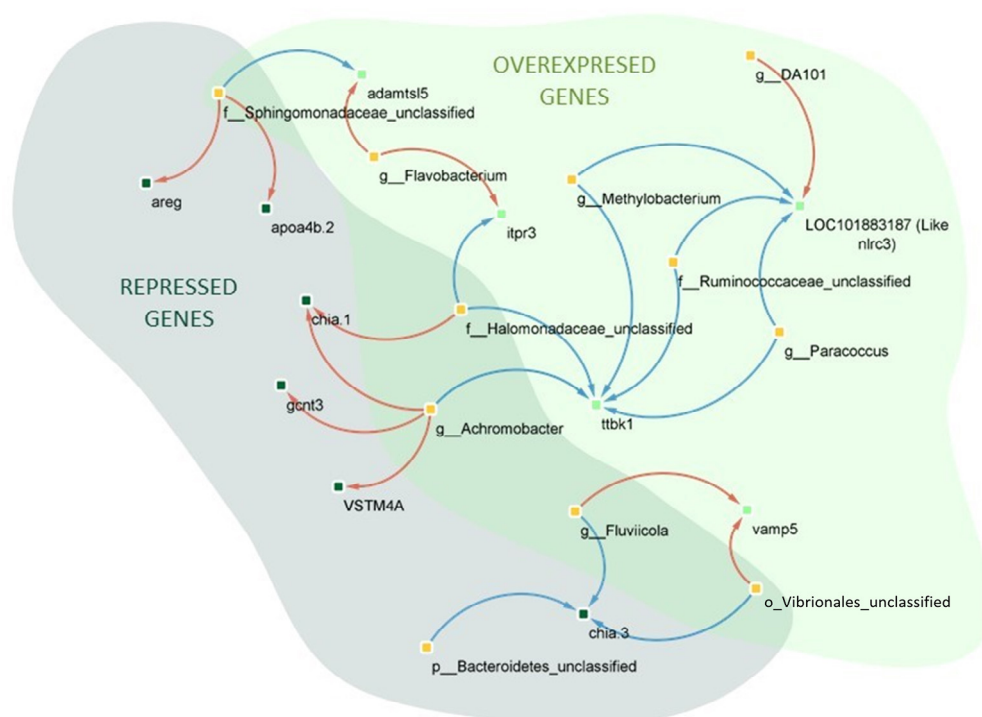 OVEREXPRESED
GENES
g__DA101
adamtsl5
f__Sphingomonadaceae_unclassified
g__Flavobacterium
areg
g__Methylobacterium
apoa4b.2
itpr3
LOC101883187 (Like
nlrc3)
REPRESSED
GENES
f__Ruminococcaceae_unclassified
chia.1
f__Halomonadaceae_unclassified
g__Paracoccus
gcnt3
g__Achromobacter
ttbk1
VSTM4A
g__Fluviicola
vamp5
o_Vibrionales_unclassified
chia.3
p__Bacteroidetes_unclassified